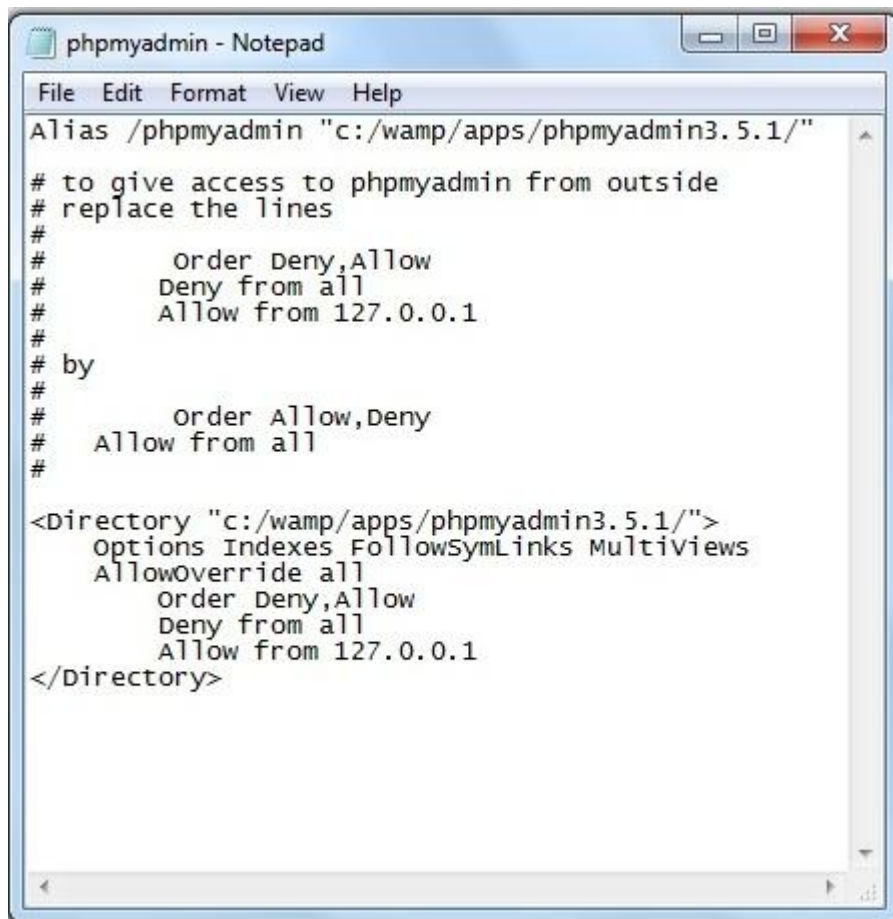 phpmyadmin - Notepad
File Edit Format View Help
Alias /phpmyadmin "c:/wamp/apps/phpmyadmin3.5.1/"
# to give access to phpmyadmin from outside
# replace the lines
#
#        Order Deny,Allow
#       Deny from all
#       Allow from 127.0.0.1
#
# by
#
#        Order Allow,Deny
#   Allow from all
#
<Directory "c:/wamp/apps/phpmyadmin3.5.1/">
    Options Indexes FollowSymLinks MultiViews
    AllowOverride all
        Order Deny,Allow
        Deny from all
        Allow from 127.0.0.1
</Directory>